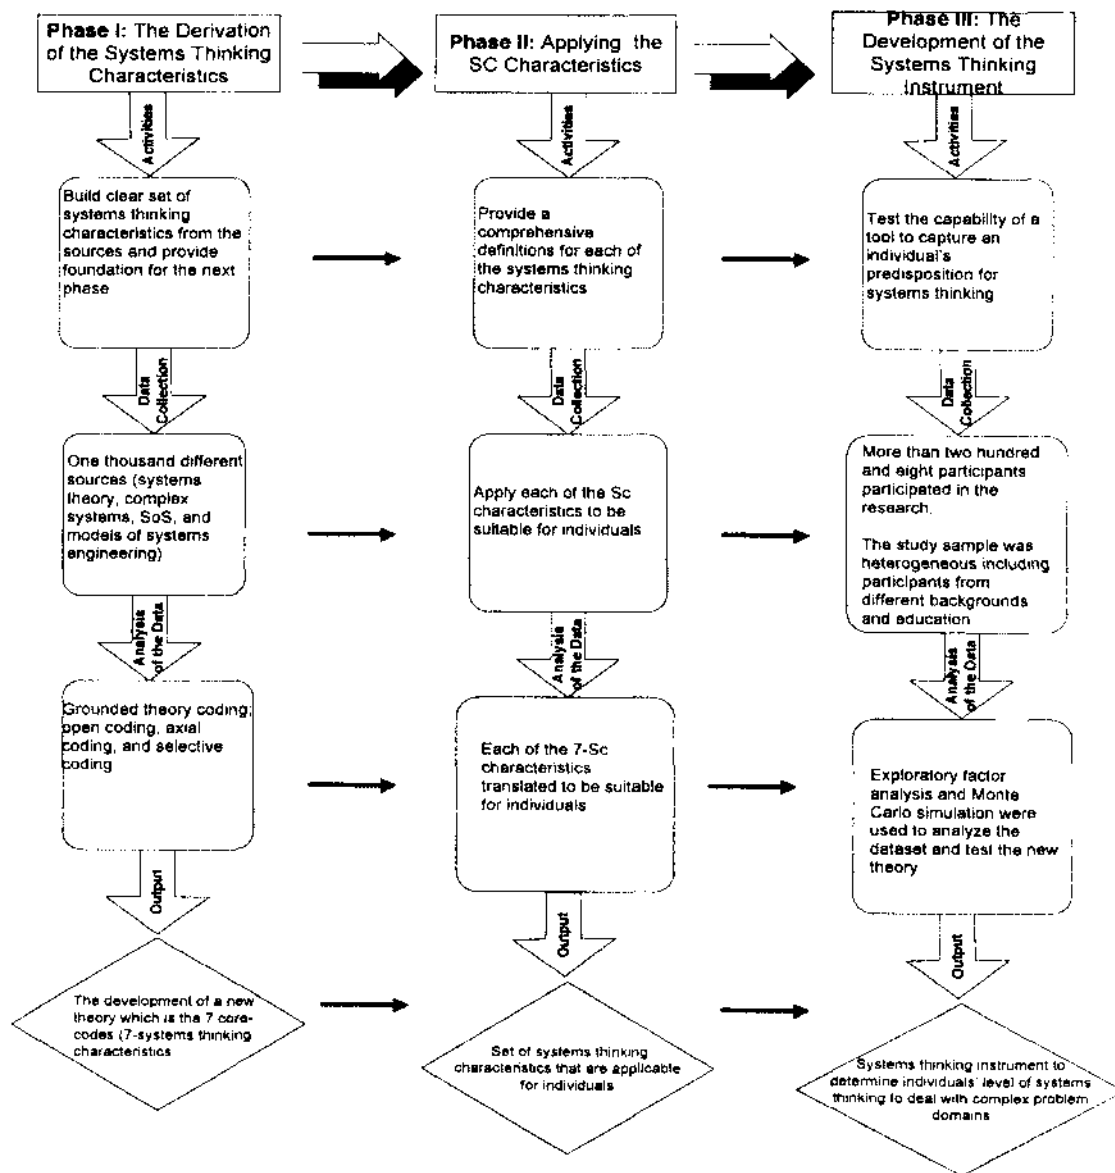 Phase I: The Derivation
of the Systems Thinking
Characteristics
Activities
Build clear set of
systems thinking
characteristics from the
sources and provide
foundation for the next
phase
Data
Collection
One thousand different
sources (systems
theory, complex
systems, SoS, and
models of systems
engineering)
Analysis
of the Data
Grounded theory coding;
open coding, axial
coding, and selective
coding
Output
The development of a new
theory which is the 7 core-
codes (7-systems thinking
characteristics
Phase II: Applying the
SC Characteristics
Activities
Provide a
comprehensive
definitions for each of
the systems thinking
characteristics
Data
Collection
Apply each of the Sc
characteristics to be
suitable for individuals
Analysis
of the Data
Each of the 7-Sc
characteristics
translated to be suitable
for individuals
Output
Set of systems thinking
characteristics that are applicable
for individuals
Phase III: The
Development of the
Systems Thinking
Instrument
Activities
Test the capability of a
tool to capture an
individual's
predisposition for
systems thinking
Data
Collection
More than two hundred
and eight participants
participated in the
research.
The study sample was
heterogeneous including
participants from
different backgrounds
and education
Analysis
of the Data
Exploratory factor
analysis and Monte
Carlo simulation were
used to analyze the
dataset and test the new
theory
Output
Systems thinking instrument to
determine individuals' level of systems
thinking to deal with complex problem
domains